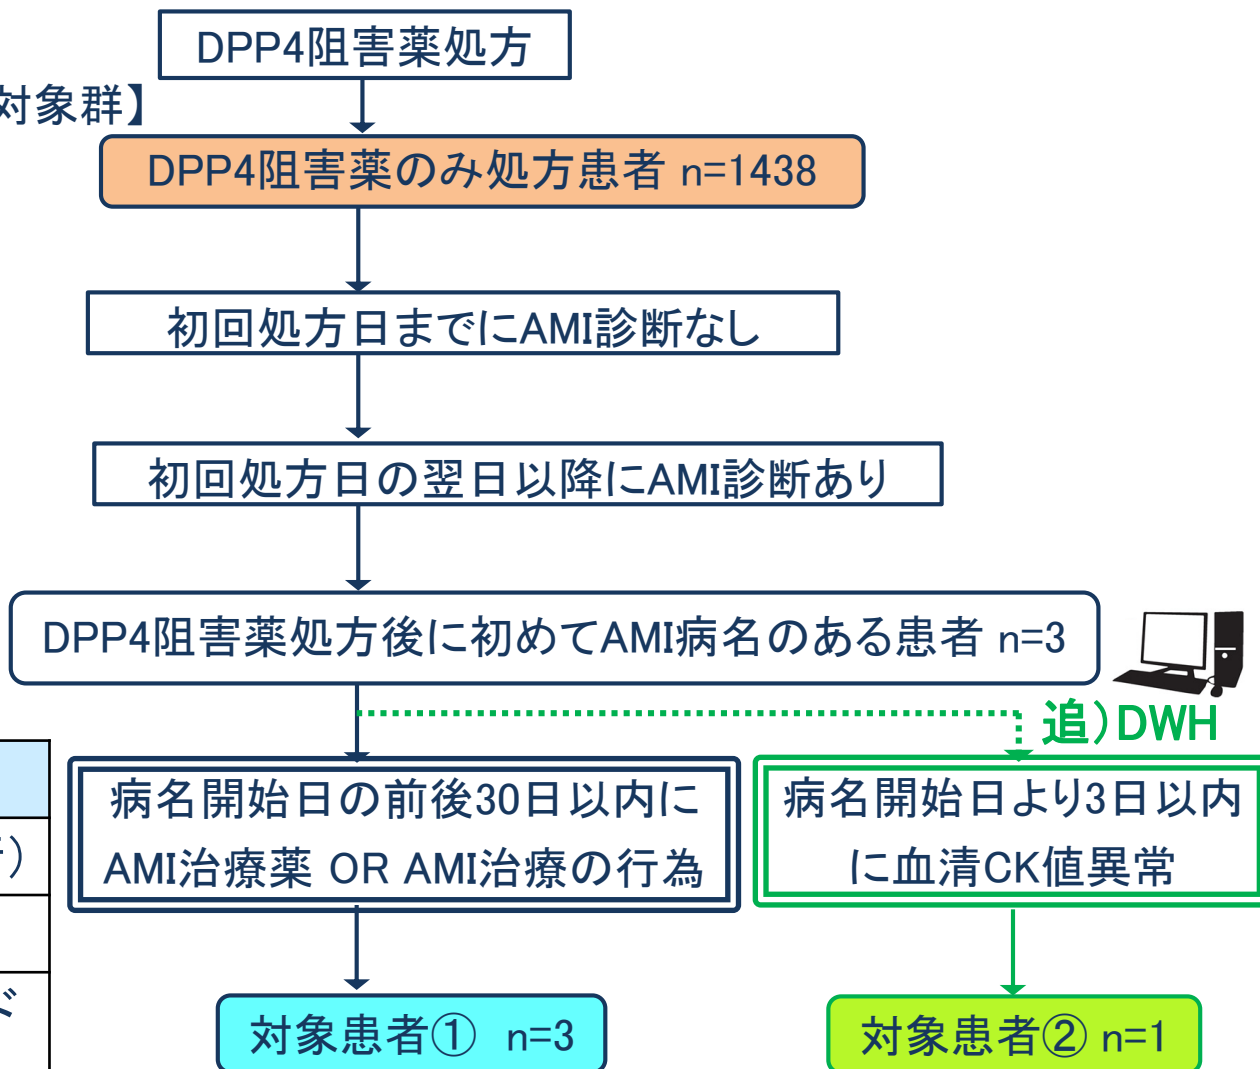 DPP4阻害薬処方
対象群】
DPP4阻害薬のみ処方患者 n=1438
初回処方日までにAMI診断なし
初回処方日の翌日以降にAMI診断あり
DPP4阻害薬処方後に初めてAMI病名のある患者 n=3
追）DWH
病名開始日の前後30日以内に
AMI治療薬 OR AMI治療の行為
病名開始日より3日以内
に血清CK値異常
）
ド
対象患者① n=3
対象患者② n=1